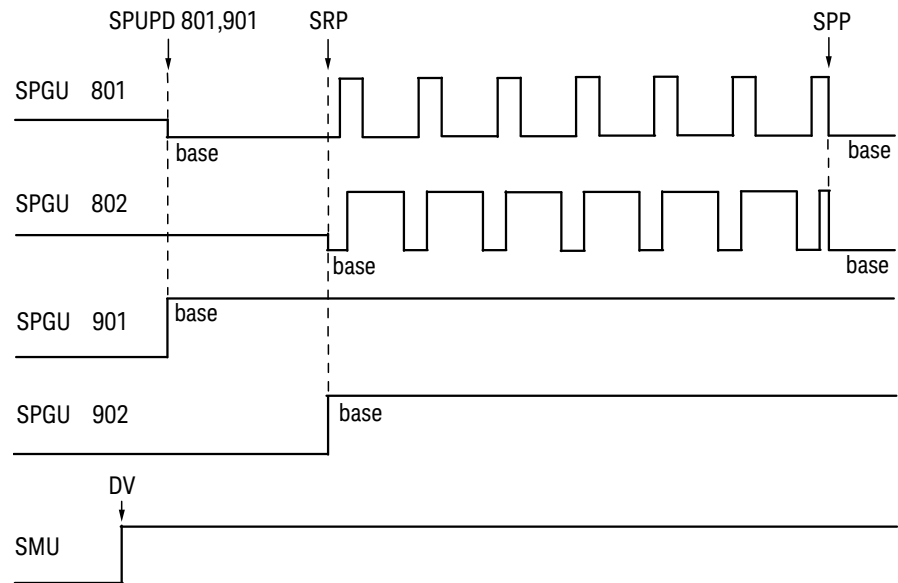 SPUPD 801,901 SRP SPP
SPGU 801
base base
SPGU 802
base base
SPGU 901
base
SPGU 902
base
DV
SMU